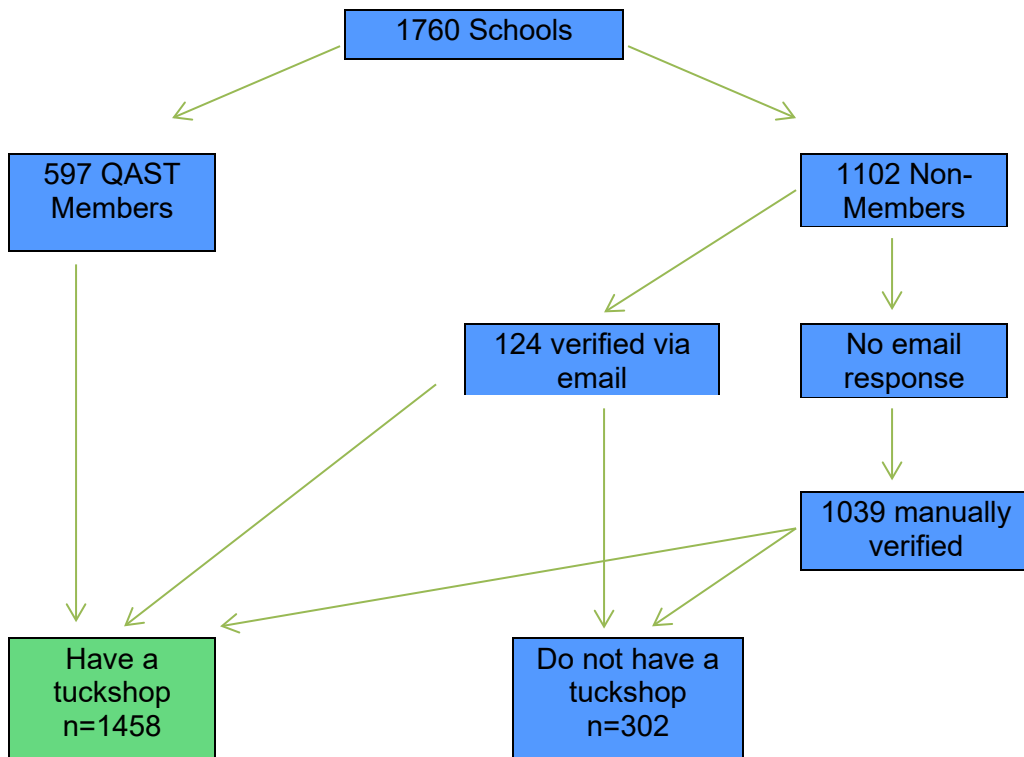 1760 Schools
597 QAST
Members
1102 Non-
Members
124 verified via
email
No email
response
1039 manually
verified
Have a
tuckshop
n=1458
Do not have a
tuckshop
n=302